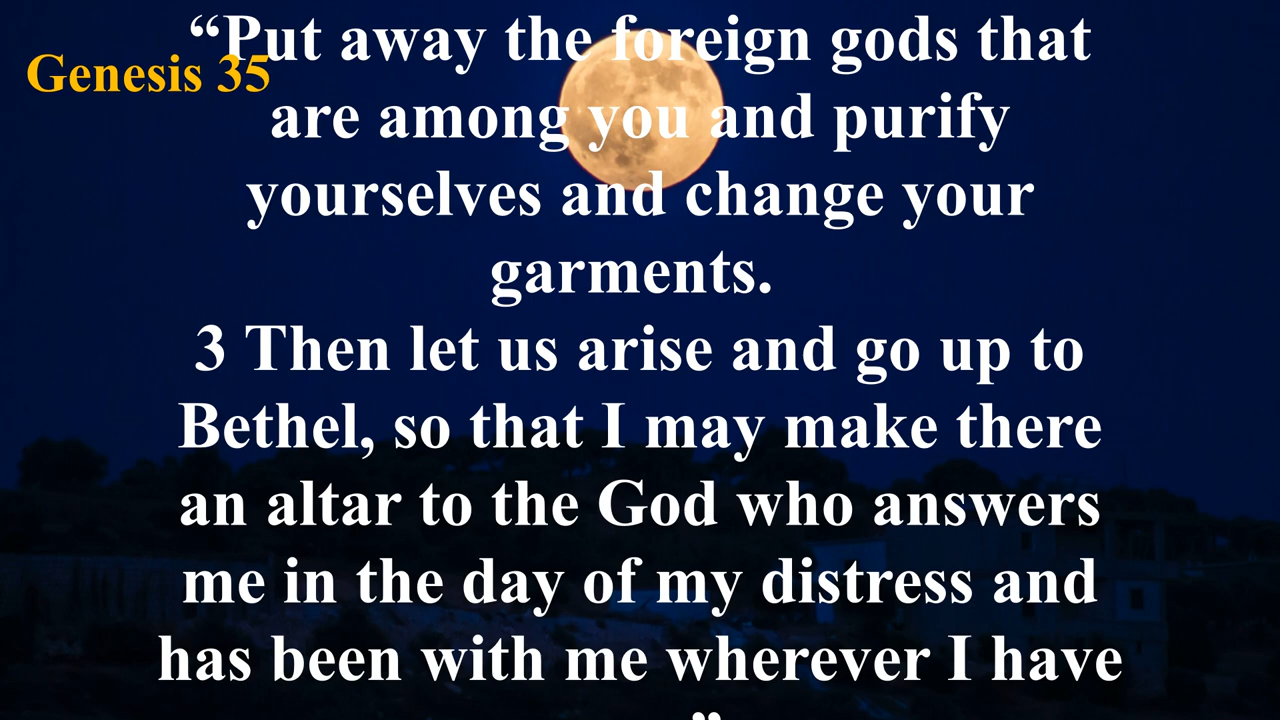 “Put away the foreign gods that
Genesis 35
are among you and purify
yourselves and change your
garments.
3 Then let us arise and go up to
Bethel, so that I may make there
an altar to the God who answers
me in the day of my distress and
has been with me wherever I have
”